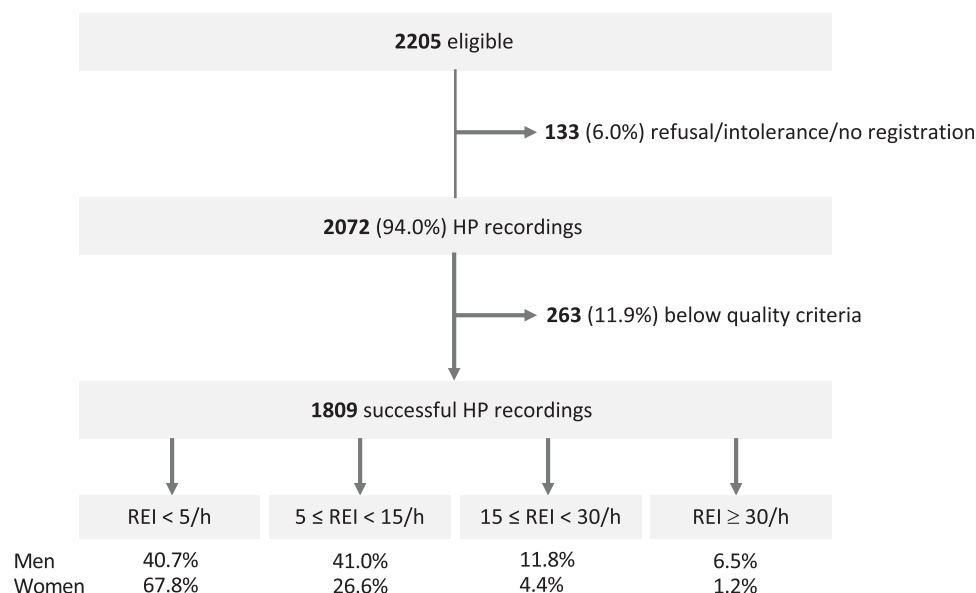 2205 eligible
133 (6.0%) refusal/intolerance/no registration
2072 (94.0%) HP recordings
263 (11.9%) below quality criteria
1809 successful HP recordings
REI < 5/h 5 ≤ REI < 15/h 15 ≤ REI < 30/h REI ≥ 30/h
Men 40.7% 41.0% 11.8% 6.5%
Women 67.8% 26.6% 4.4% 1.2%